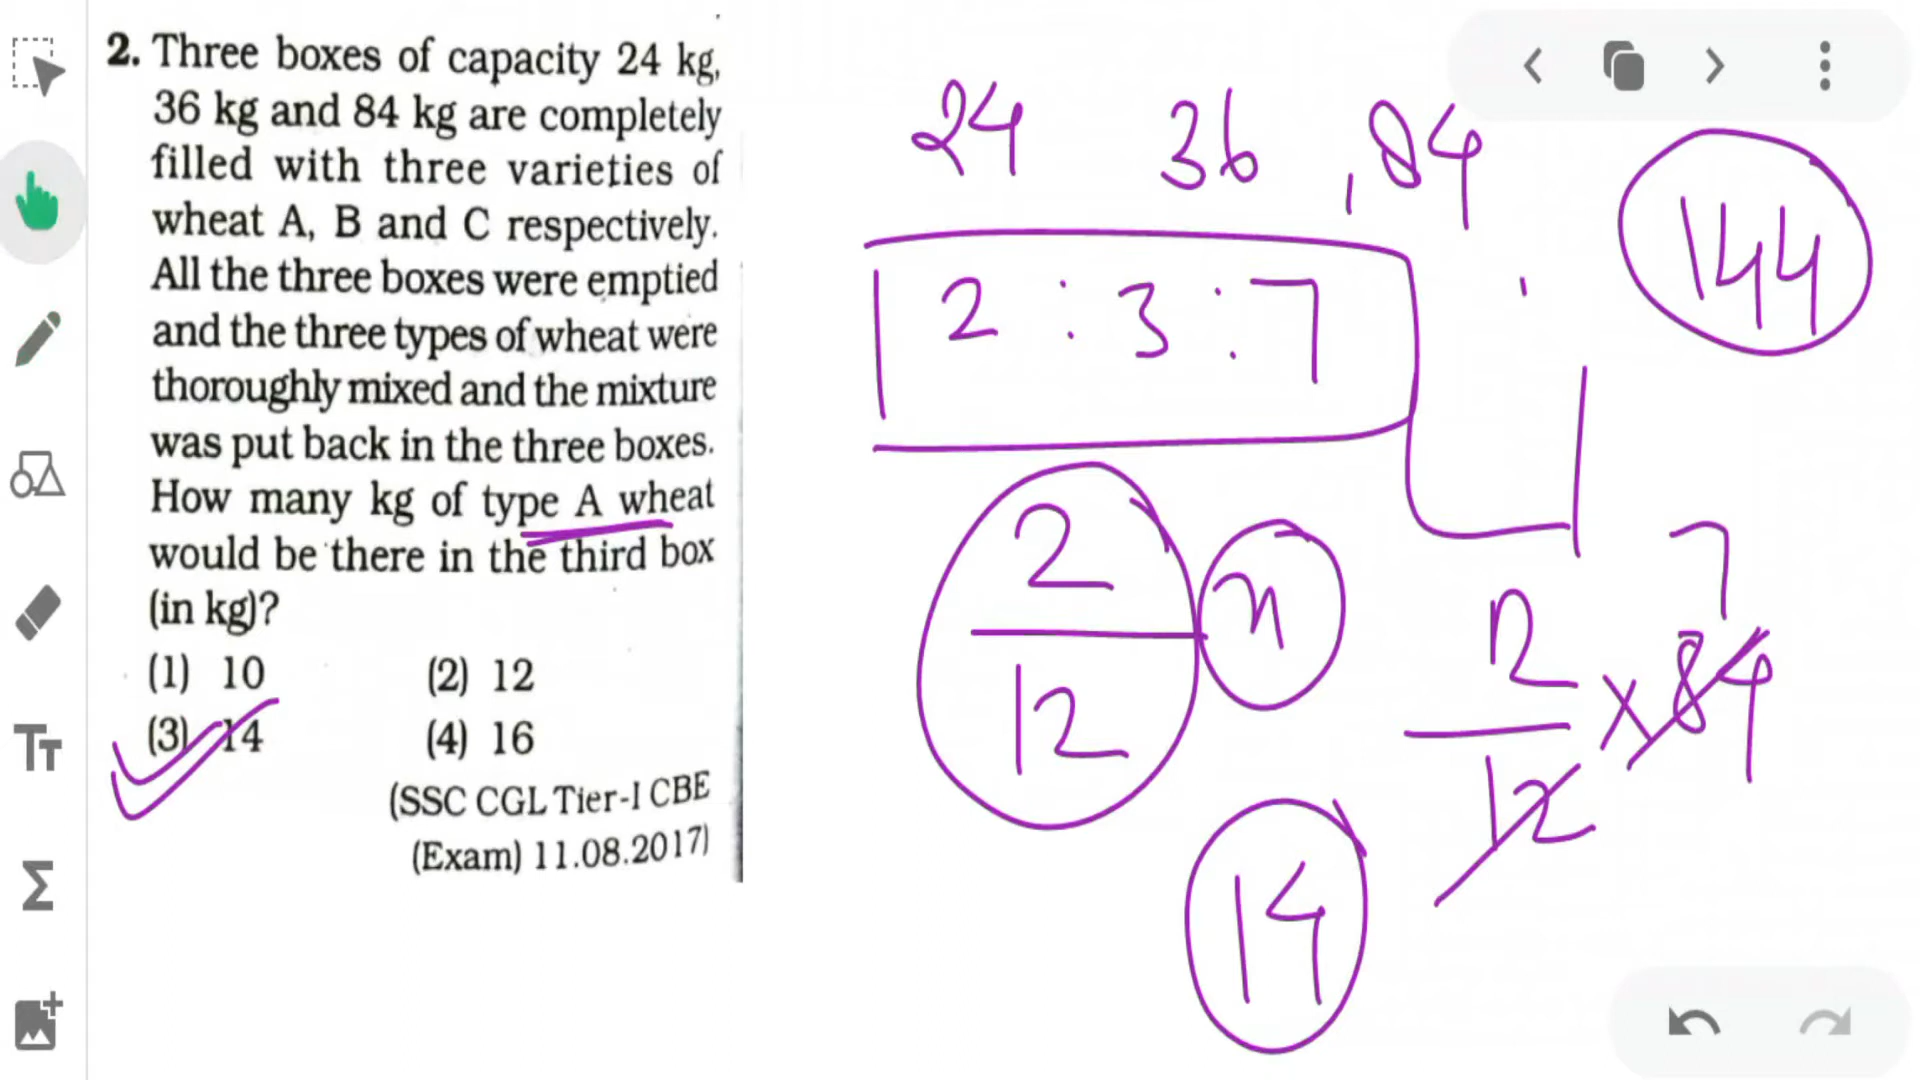 2. Three boxes of capacity 24 kg,
36 kg and 84 kg are completely
filled with three varieties of
wheat A, B and C respectively.
All the three boxes were emptied
and the three types of wheat were
thoroughly mixed and the mixture
was put back in the three boxes.
How many kg of type A wheat
would be there in the third box
(in kg)?
(1) 10 (2) 12
(3) 14 (4) 16
(SSC CGL Tier-I CBE
(Exam) 11.08.2017)
24 36 , 84
144
2 : 3 : 7
2
12
7
2
12 × 84
14
Tт
Σ